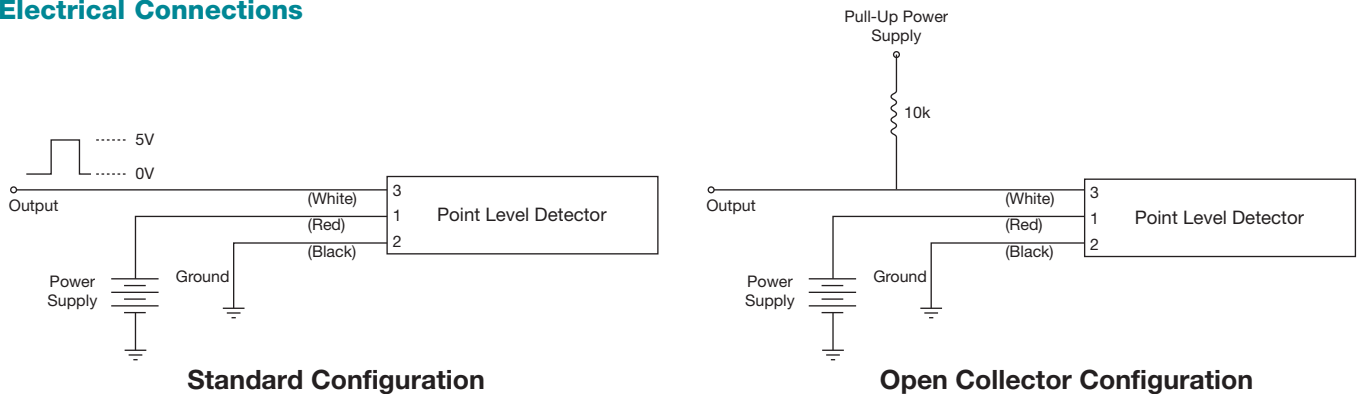 Electrical Connections
5V
0V
Output
(White)
3
(Red)
1
(Black)
2
Point Level Detector
Power
Supply
Ground
Standard Configuration
Pull-Up Power
Supply
10k
Output
(White)
3
(Red)
1
(Black)
2
Point Level Detector
Power
Supply
Ground
Open Collector Configuration